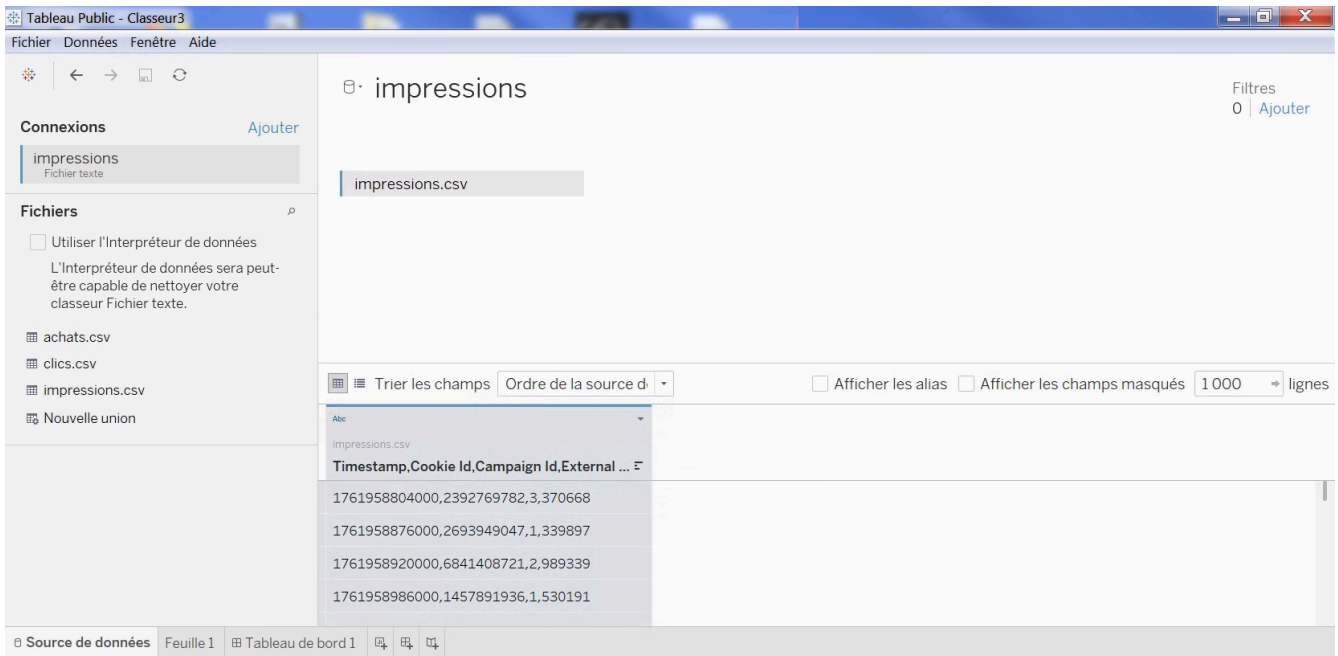 Tableau Public - Classeur3
Fichier Données Fenêtre Aide
Connexions Ajouter
impressions
Fichier texte
Fichiers
Utiliser l'Interpréteur de données
L'Interpréteur de données sera peut-
être capable de nettoyer votre
classeur Fichier texte.
achats.csv
clics.csv
impressions.csv
Nouvelle union
impressions
Filtres
0 Ajouter
impressions.csv
Trier les champs Ordre de la source d Afficher les alias Afficher les champs masqués 1 000 lignes
Abc
impressions.csv
Timestamp,Cookie Id,Campaign Id,External ...
1761958804000,2392769782,3,370668
1761958876000,2693949047,1,339897
1761958920000,6841408721,2,989339
1761958986000,1457891936,1,530191
Source de données Feuille 1 Tableau de bord 1